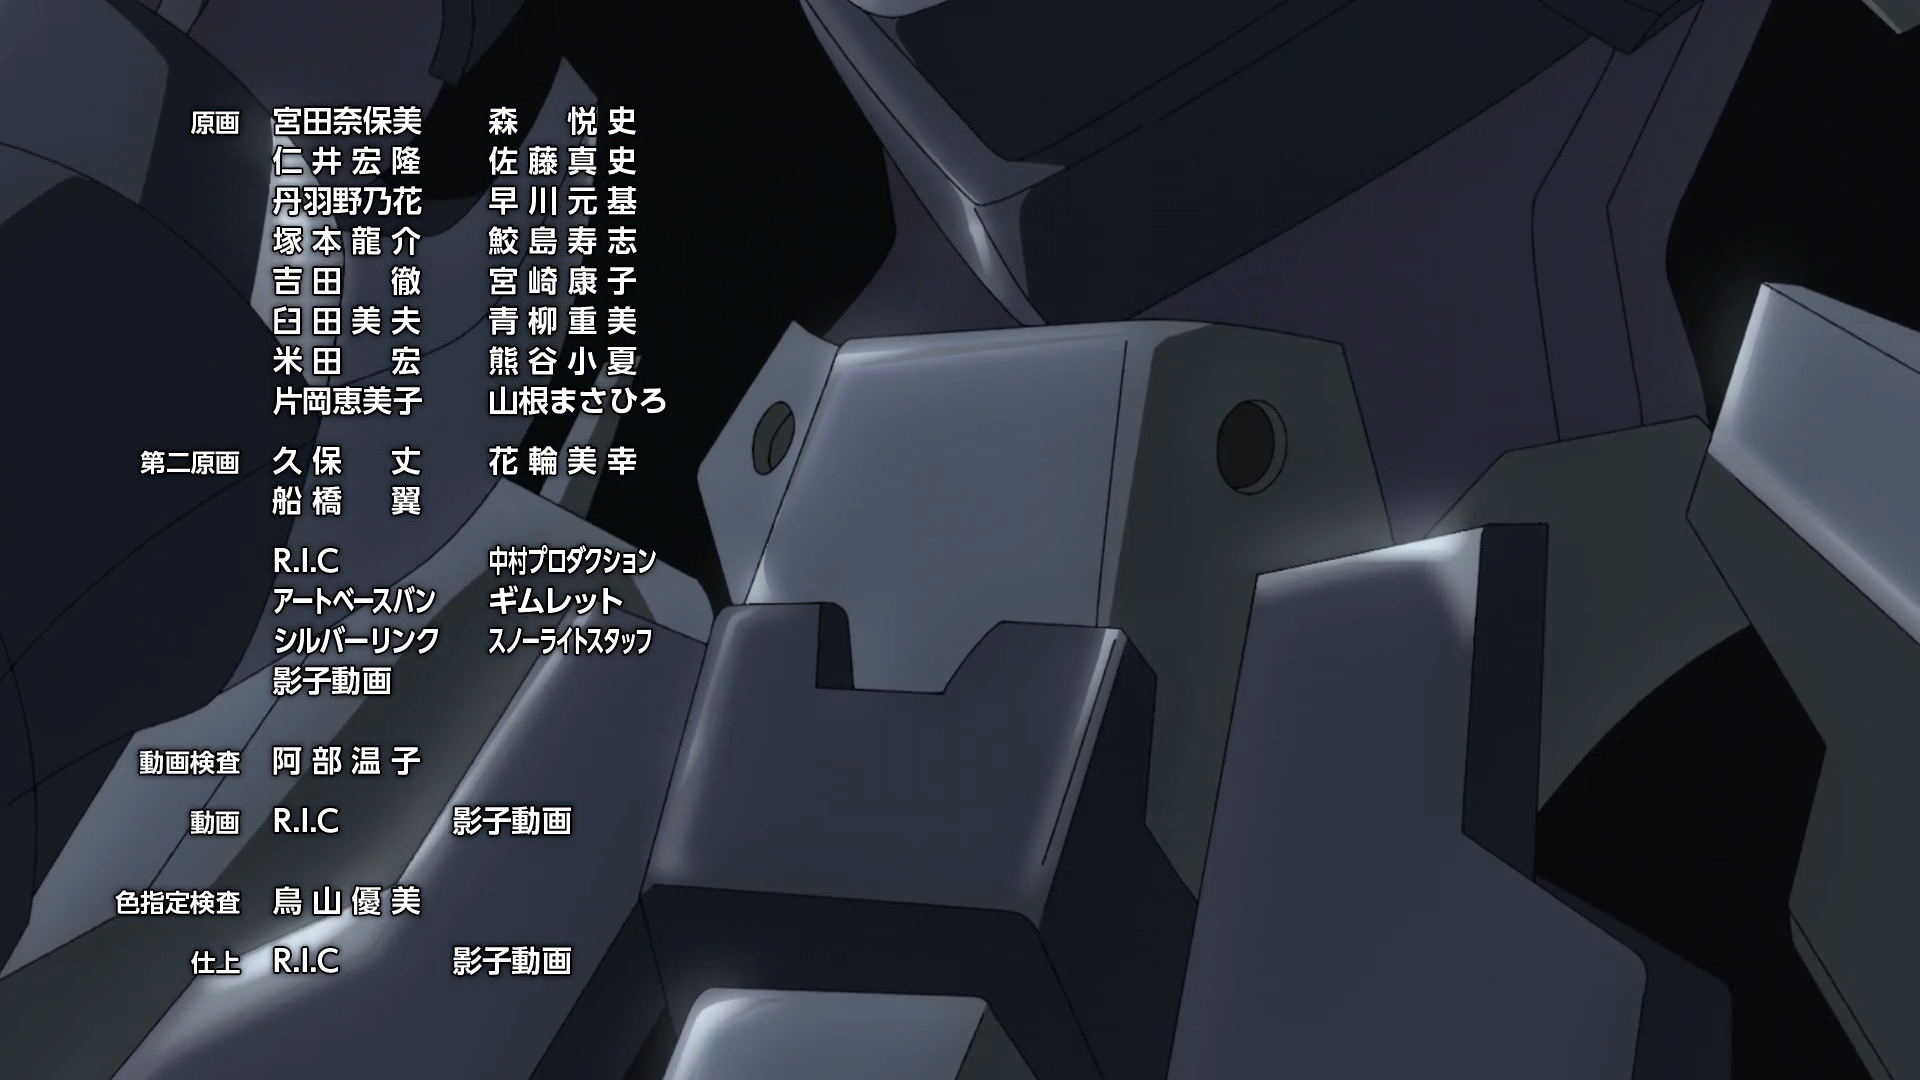 原画 宮田奈保美 森 悦史
仁井宏隆 佐藤真史
丹羽野乃花 早川元基
塚本龍介 鮫島寿志
吉田 徹 宮崎康子
臼田美夫 青柳重美
米田 宏 熊谷小夏
片岡恵美子 山根まさひろ
第二原画 久保 丈 花輪美幸
船橋 翼
R.I.C 中村プロダクション
アートベースバン ギムレット
シルバーリンク スノーライトスタッフ
影子動画
動画検査 阿部温子
動画 R.I.C 影子動画
色指定検査 鳥山優美
仕上 R.I.C 影子動画